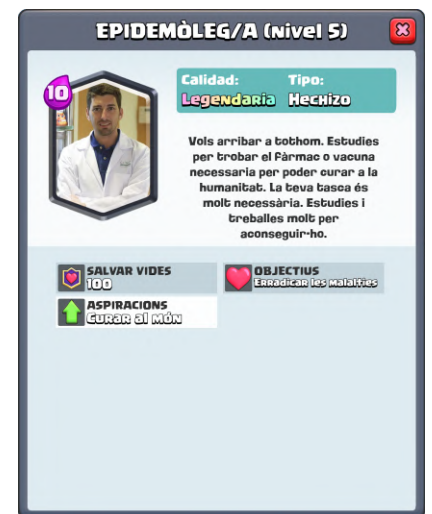 EPIDEMÒLEG/A (Nivel 5)
10
Calidad: Tipo:
Legendaria Hechizo
Vols arribar a tothom. Estudies
per trobar el Fàrmac o vacuna
necessaria per poder curar a la
humanitat. La teva tasca és
molt necessària. Estudies i
treballes molt per
aconseguir-ho.
SALVAR VIDES
100
OBJECTIUS
Erradicar les malalties
ASPIRACIONS
Curar al món